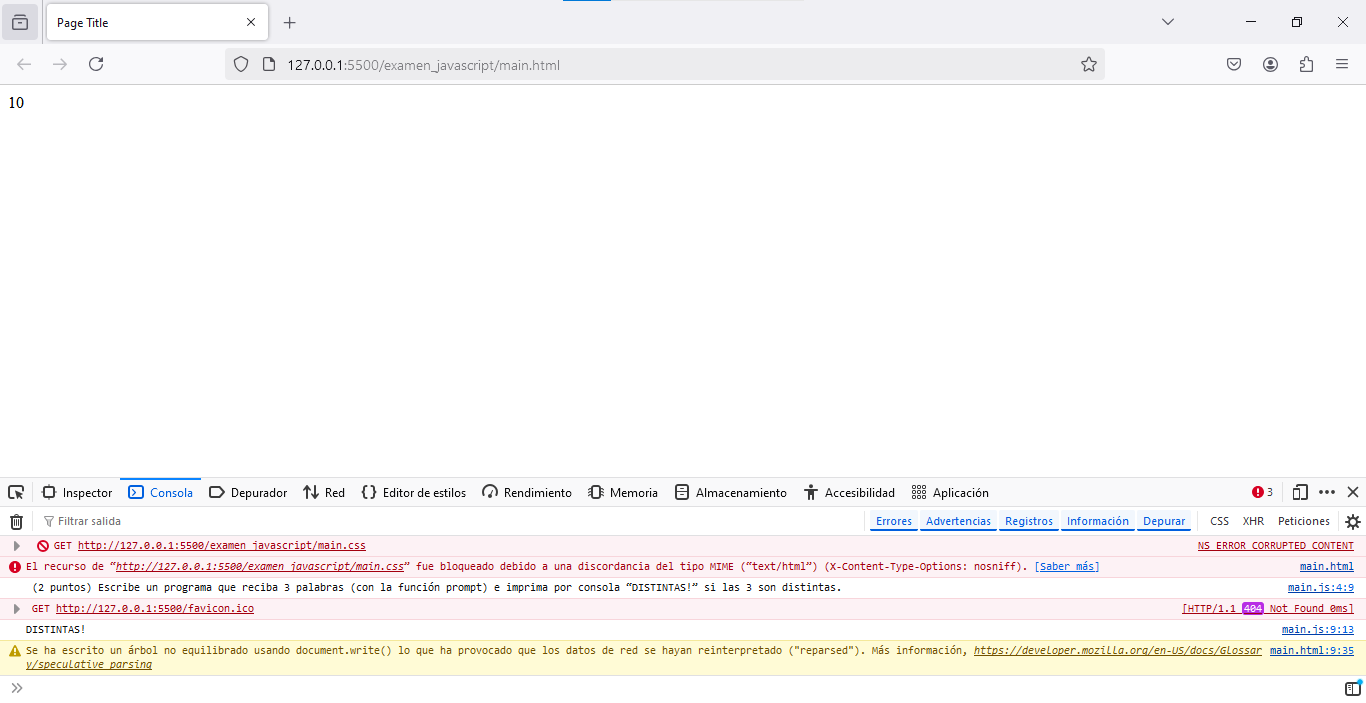 Page Title
127.0.0.1:5500/examen_javascript/main.html
10
Inspector Consola Depurador Red Editor de estilos Rendimiento Memoria Almacenamiento Accesibilidad Aplicación 3
Filtrar salida Errores Advertencias Registros Información Depurar CSS XHR Peticiones
GET http://127.0.0.1:5500/examen_javascript/main.css NS_ERROR_CORRUPTED_CONTENT
El recurso de “http://127.0.0.1:5500/examen_javascript/main.css” fue bloqueado debido a una discordancia del tipo MIME (“text/html”) (X-Content-Type-Options: nosniff). [Saber más] main.html
(2 puntos) Escribe un programa que reciba 3 palabras (con la función prompt) e imprima por consola “DISTINTAS!” si las 3 son distintas. main.js:4:9
GET http://127.0.0.1:5500/favicon.ico [HTTP/1.1 404 Not Found 0ms]
DISTINTAS! main.js:9:13
Se ha escrito un árbol no equilibrado usando document.write() lo que ha provocado que los datos de red se hayan reinterpretado ("reparsed"). Más información, https://developer.mozilla.org/en-US/docs/Glossar main.html:9:35
y/speculative_parsing